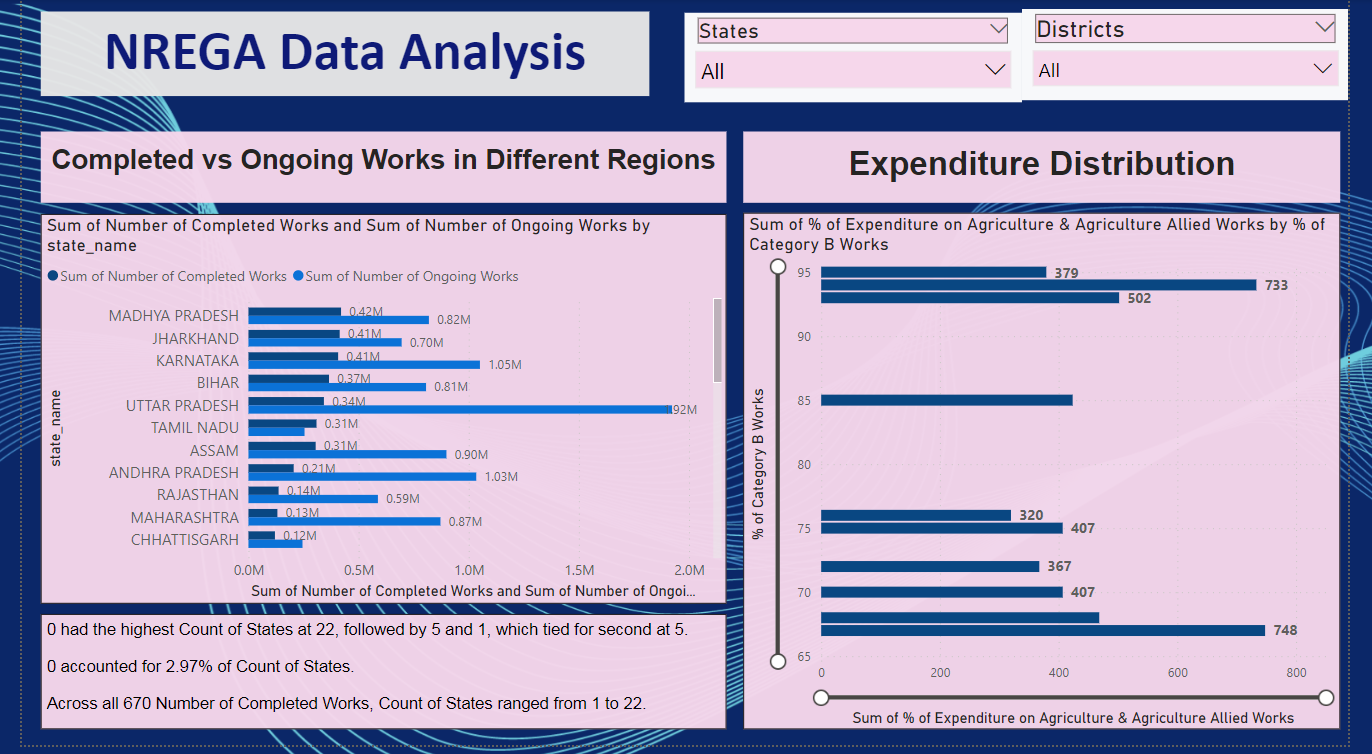 NREGA Data Analysis
States
All
Districts
All
Completed vs Ongoing Works in Different Regions
Sum of Number of Completed Works and Sum of Number of Ongoing Works by
state_name
Sum of Number of Completed Works Sum of Number of Ongoing Works
state_name
MADHYA PRADESH 0.42M 0.82M
JHARKHAND 0.41M 0.70M
KARNATAKA 0.41M 1.05M
BIHAR 0.37M 0.81M
UTTAR PRADESH 0.34M .92M
TAMIL NADU 0.31M
ASSAM 0.31M 0.90M
ANDHRA PRADESH 0.21M 1.03M
RAJASTHAN 0.14M 0.59M
MAHARASHTRA 0.13M 0.87M
CHHATTISGARH 0.12M
0.0M 0.5M 1.0M 1.5M 2.0M
Sum of Number of Completed Works and Sum of Number of Ongoi...
0 had the highest Count of States at 22, followed by 5 and 1, which tied for second at 5.
0 accounted for 2.97% of Count of States.
Across all 670 Number of Completed Works, Count of States ranged from 1 to 22.
Expenditure Distribution
Sum of % of Expenditure on Agriculture & Agriculture Allied Works by % of
Category B Works
% of Category B Works
95 379
733
502
90
85
80
320
75 407
367
70 407
748
65
0 200 400 600 800
Sum of % of Expenditure on Agriculture & Agriculture Allied Works